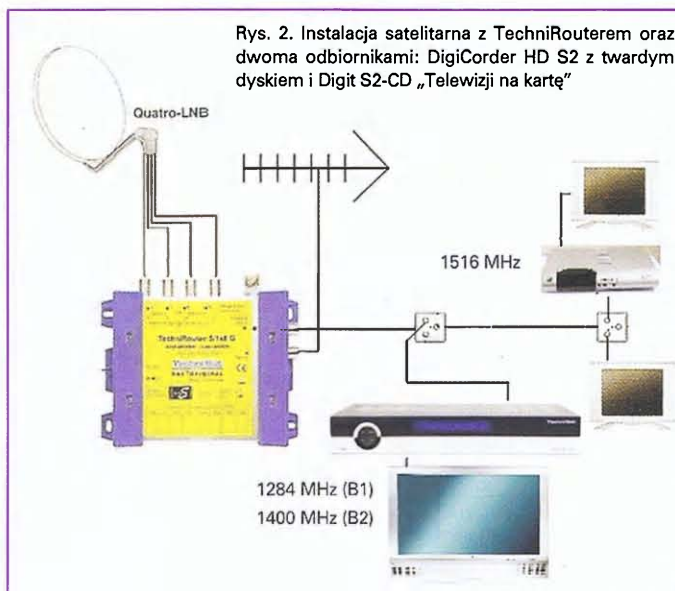 Rys. 2. Instalacja satelitarna z TechniRouterem oraz
dwoma odbiornikami: DigiCorder HD S2 z twardym
dyskiem i Digit S2-CD „Telewizji na kartę”
Quatro-LNB
1516 MHz
TechniRouter 5/1x8 G
TechniSat
1284 MHz (B1)
1400 MHz (B2)